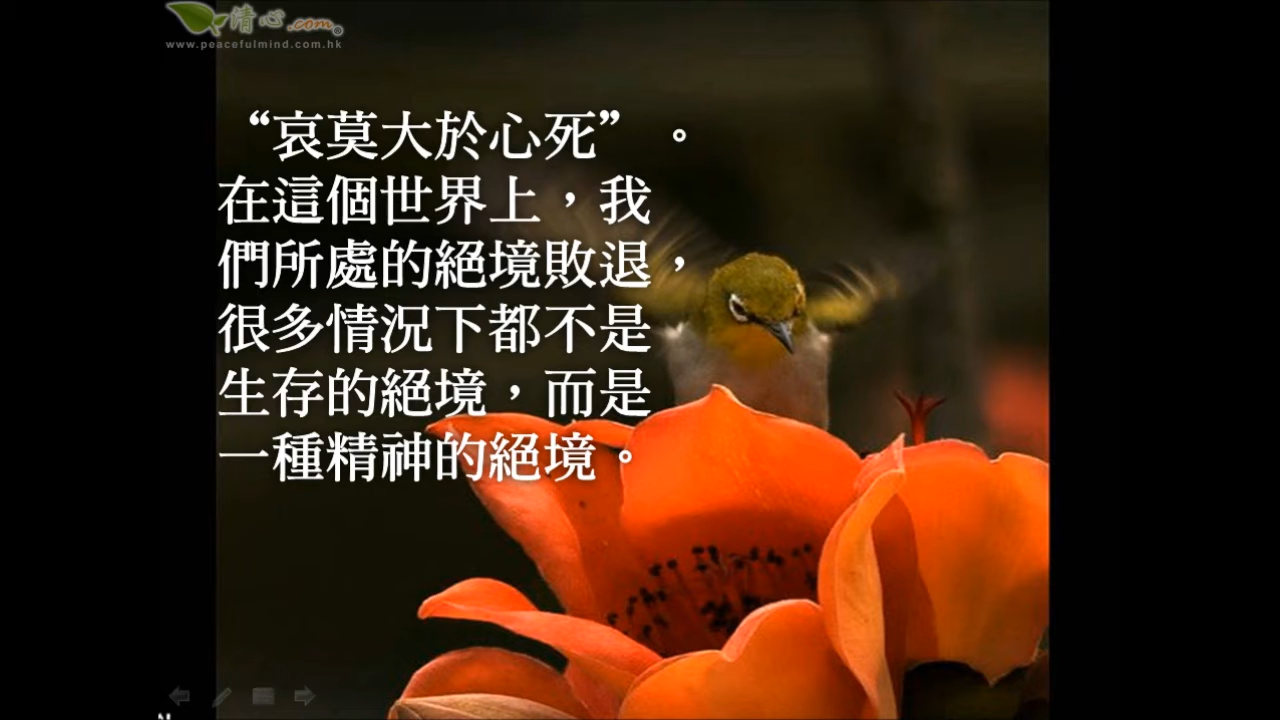 清心.com
www.peacefulmind.com.hk
“哀莫大於心死”。
在這個世界上，我
們所處的絕境敗退，
很多情況下都不是
生存的絕境，而是
一種精神的絕境。